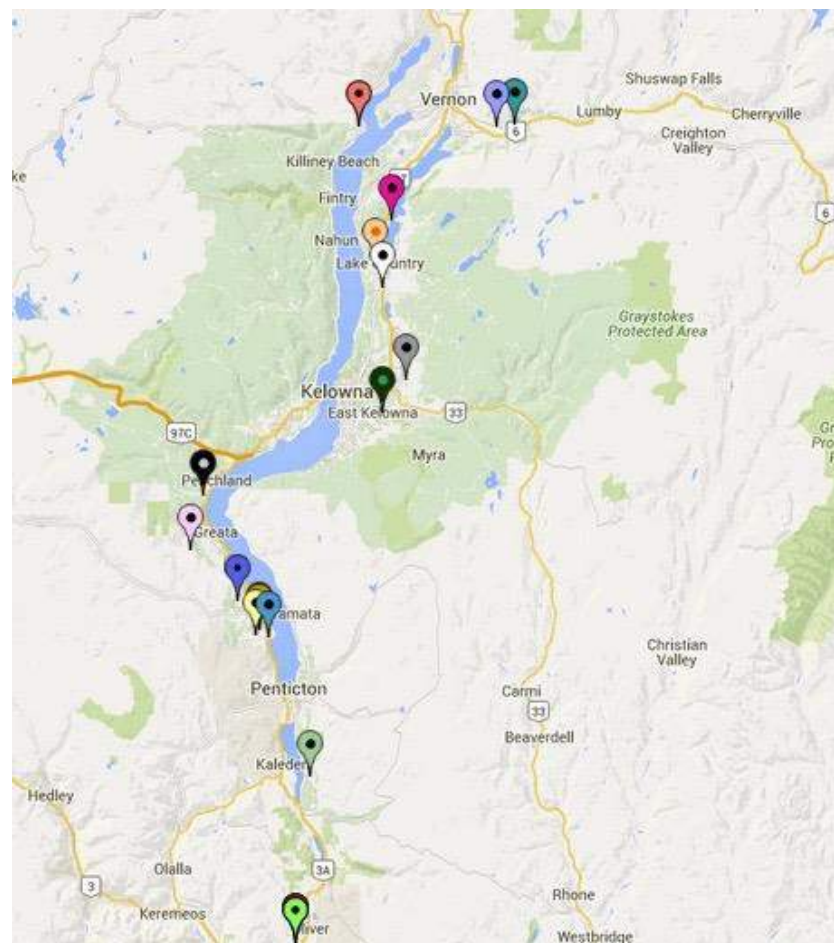 Shuswap Falls
Vernon
Lumby
Cherryville
6
Creighton
Valley
Killiney Beach
Fintry
6
Nahun
Lake Country
Graystokes
Protected Area
Kelowna
East Kelowna
33
97C
Myra
Peachland
Greata
Christian
Valley
Penticton
Carmi
33
Beaverdell
Kaleden
Hedley
Olalla
3A
3
Keremeos
Rhone
Westbridge